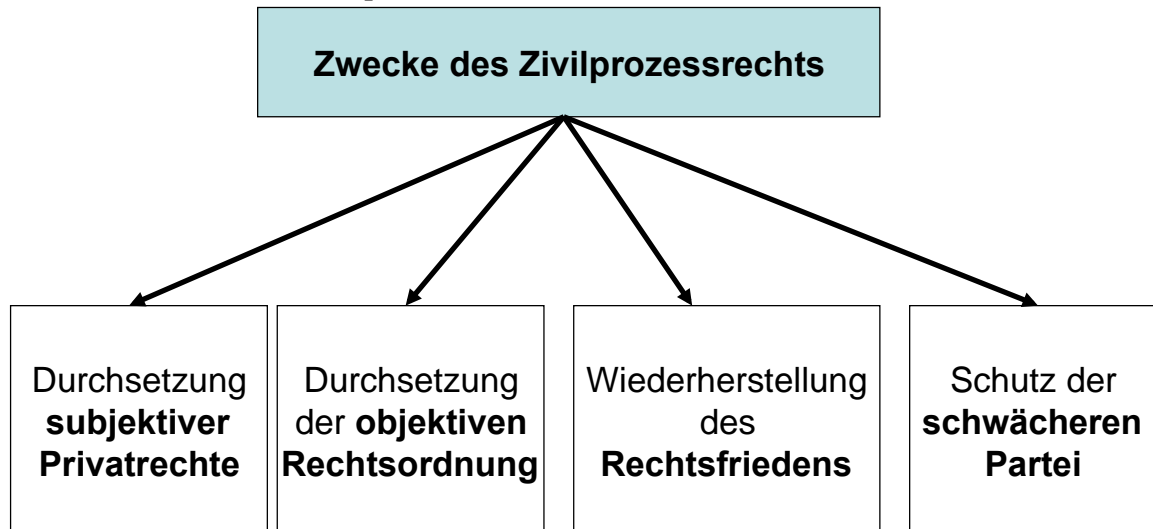 Zwecke des Zivilprozessrechts
Durchsetzung
subjektiver
Privatrechte
Durchsetzung
der objektiven
Rechtsordnung
Wiederherstellung
des
Rechtsfriedens
Schutz der
schwächeren
Partei